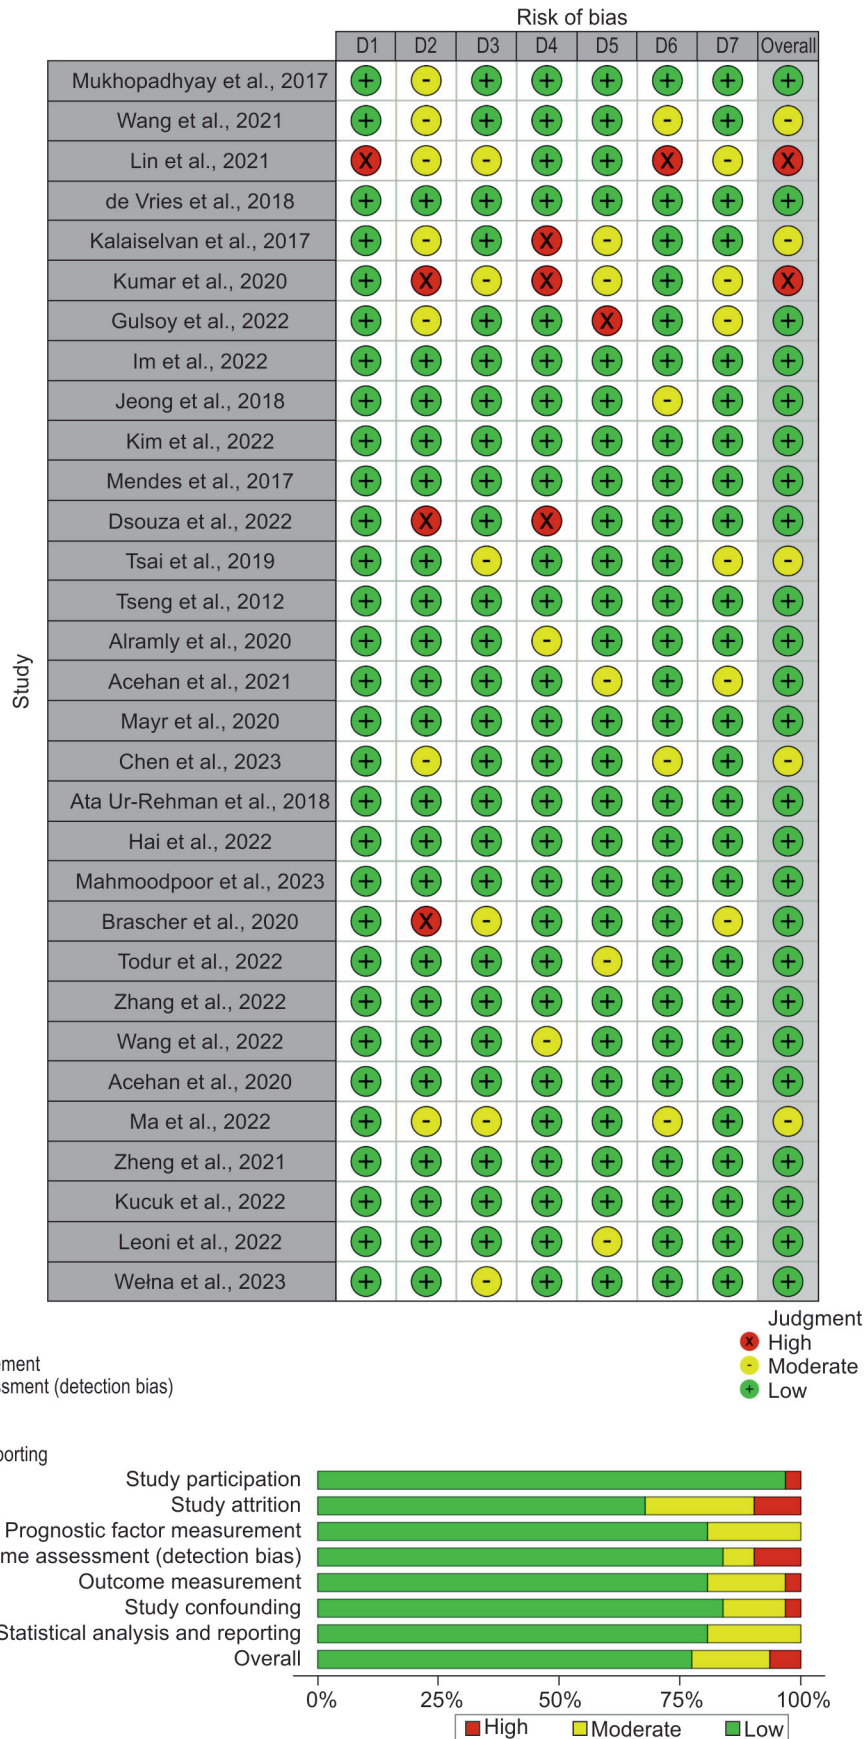 Risk of bias
D1 D2 D3 D4 D5 D6 D7 Overall
Mukhopadhyay et al., 2017 + - + + + + + +
Wang et al., 2021 + - + + + - + -
Lin et al., 2021 X - - + + X - X
de Vries et al., 2018 + + + + + + + +
Kalaiselvan et al., 2017 + - + X - + + -
Kumar et al., 2020 + X - X - + - X
Gulsoy et al., 2022 + - + + X + - +
Im et al., 2022 + + + + + + + +
Jeong et al., 2018 + + + + + - + +
Kim et al., 2022 + + + + + + + +
Mendes et al., 2017 + + + + + + + +
Dsouza et al., 2022 + X + X + + + +
Tsai et al., 2019 + + - + + + - -
Tseng et al., 2012 + + + + + + + +
Alramly et al., 2020 + + + - + + + +
Acehan et al., 2021 + + + + - + - +
Mayr et al., 2020 + + + + + + + +
Chen et al., 2023 + - + + + - + -
Ata Ur-Rehman et al., 2018 + + + + + + + +
Hai et al., 2022 + + + + + + + +
Mahmoodpoor et al., 2023 + + + + + + + +
Brascher et al., 2020 + X - + + + - +
Todur et al., 2022 + + + + - + + +
Zhang et al., 2022 + + + + + + + +
Wang et al., 2022 + + + - + + + +
Acehan et al., 2020 + + + + + + + +
Ma et al., 2022 + - - + + - + -
Zheng et al., 2021 + + + + + + + +
Kucuk et al., 2022 + + + + + + + +
Leoni et al., 2022 + + + + - + + +
Wełna et al., 2023 + + - + + + + +
Study
Judgment
X High
- Moderate
+ Low
ement
ssment (detection bias)
porting
Study participation
Study attrition
Prognostic factor measurement
me assessment (detection bias)
Outcome measurement
Study confounding
Statistical analysis and reporting
Overall
0% 25% 50% 75% 100%
High Moderate Low